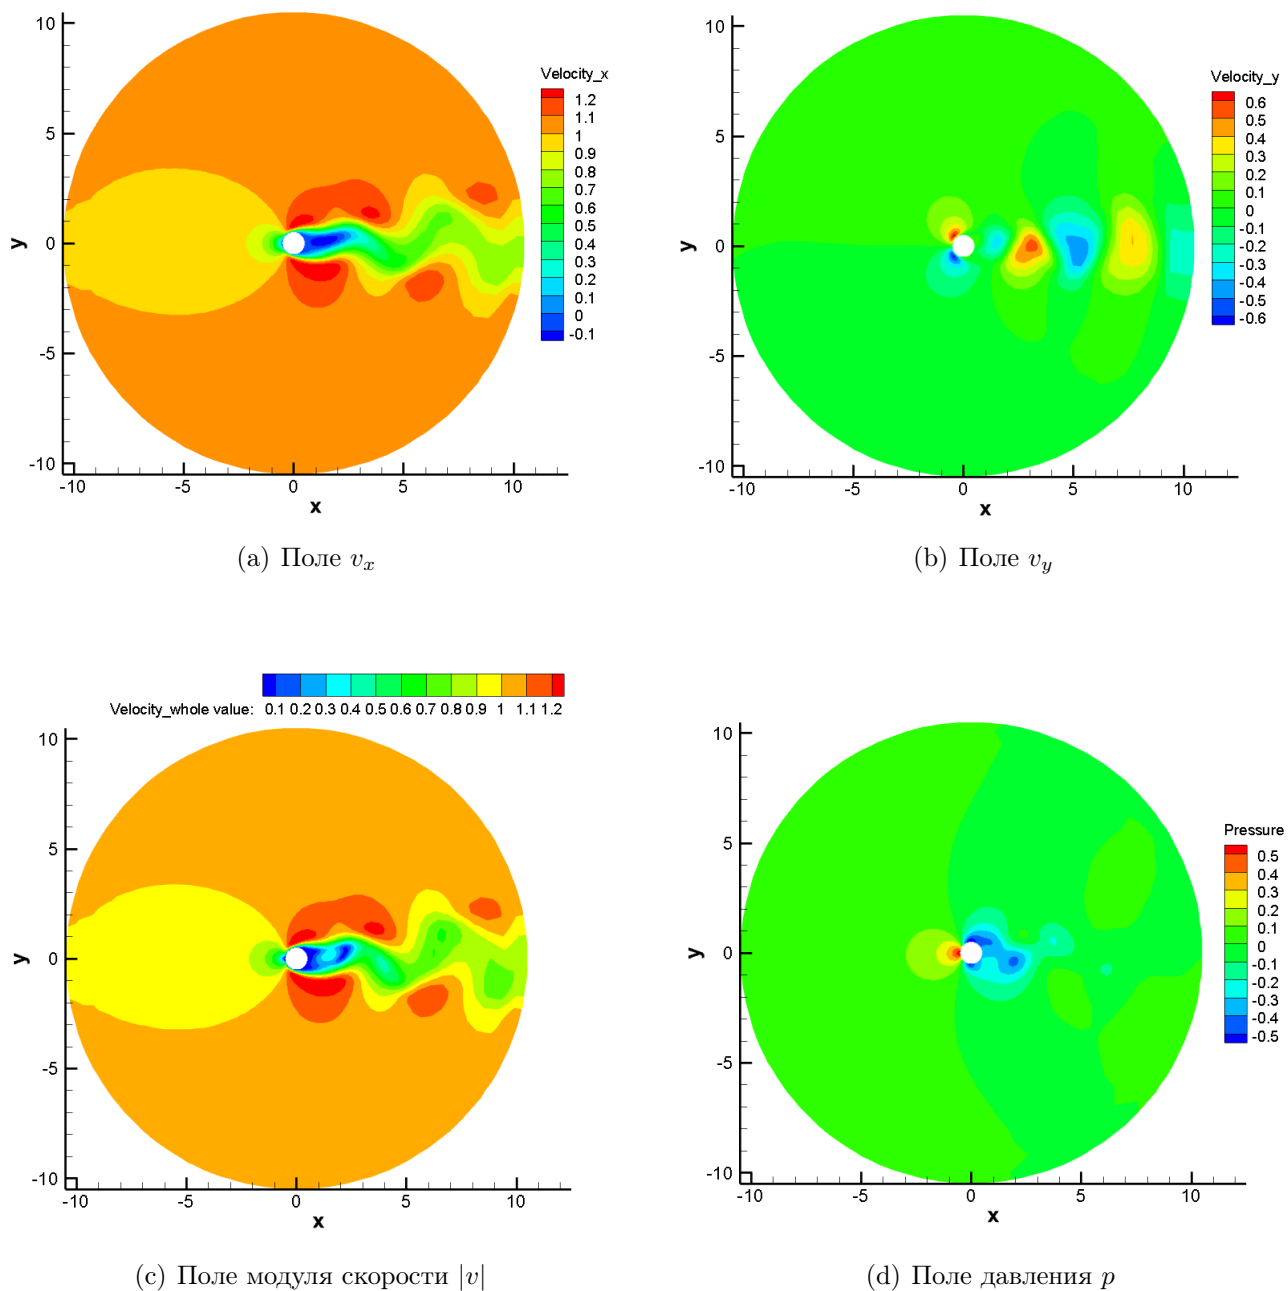 Velocity_x
1.2
1.1
1
0.9
0.8
0.7
0.6
0.5
0.4
0.3
0.2
0.1
0
-0.1
10
5
0
-5
-10
y
-10 -5 0 5 10
x
(a) Поле v_x
Velocity_y
0.6
0.5
0.4
0.3
0.2
0.1
0
-0.1
-0.2
-0.3
-0.4
-0.5
-0.6
10
5
0
-5
-10
y
-10 -5 0 5 10
x
(b) Поле v_y
Velocity_whole value: 0.1 0.2 0.3 0.4 0.5 0.6 0.7 0.8 0.9 1 1.1 1.2
10
5
0
-5
-10
y
-10 -5 0 5 10
x
(c) Поле модуля скорости |v|
Pressure
0.5
0.4
0.3
0.2
0.1
0
-0.1
-0.2
-0.3
-0.4
-0.5
10
5
0
-5
-10
y
-10 -5 0 5 10
x
(d) Поле давления p